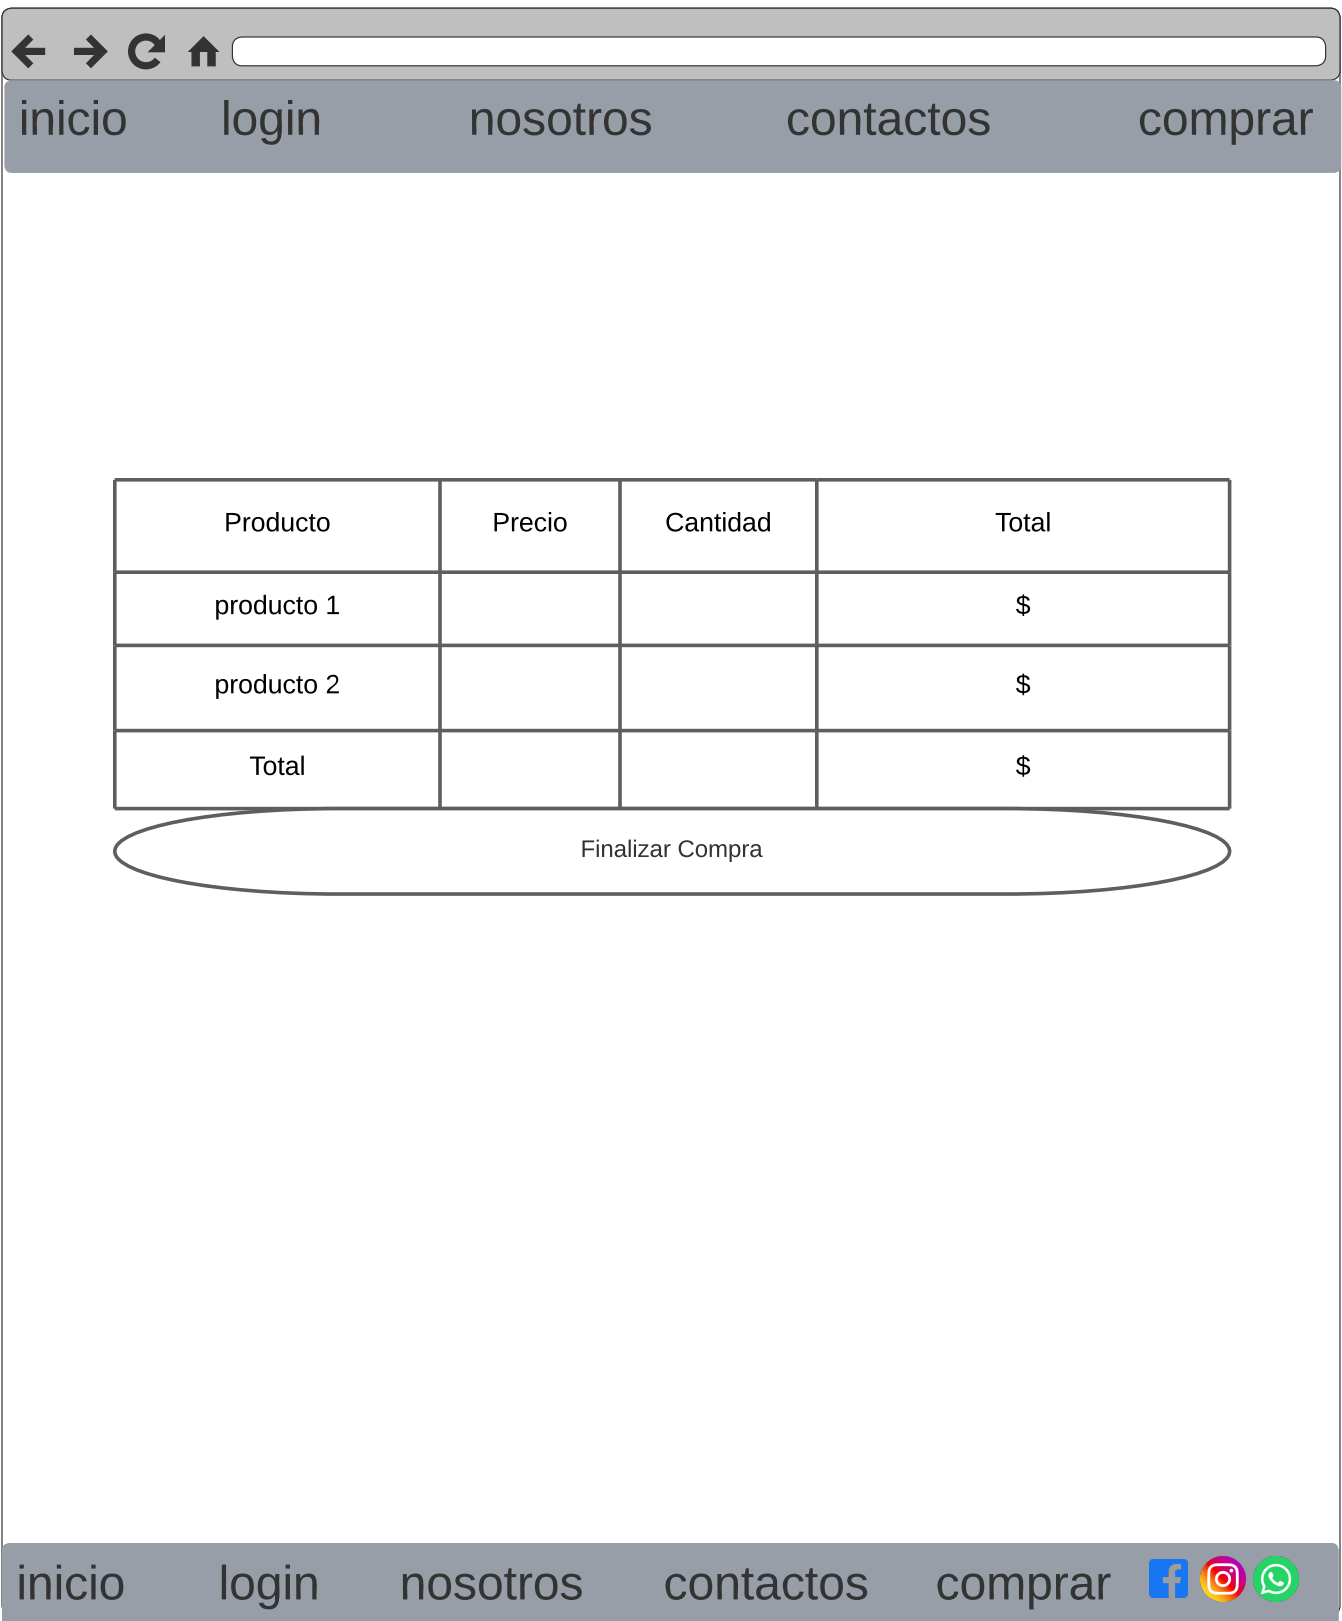 inicio login nosotros contactos comprar
Producto Precio Cantidad Total
producto 1 $
producto 2 $
Total $
Finalizar Compra
inicio login nosotros contactos comprar